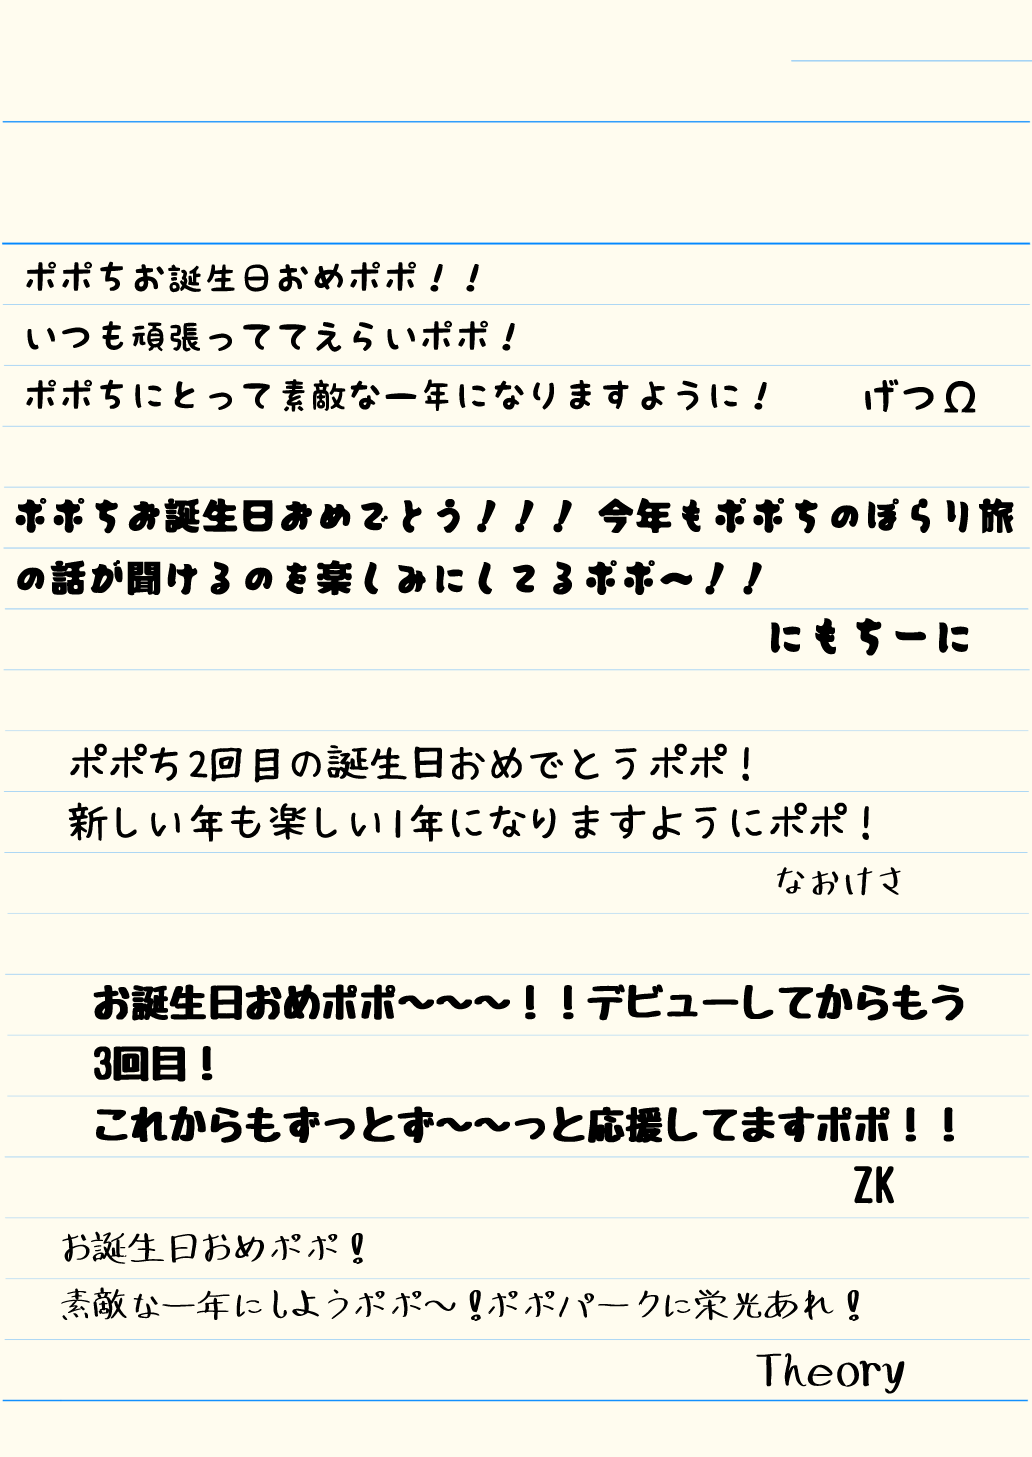 ポポちお誕生日おめポポ！！
いつも頑張っててえらいポポ！
ポポちにとって素敵な一年になりますように！ げつΩ
ポポちお誕生日おめでとう！！！ 今年もポポちのぽらり旅
の話が聞けるのを楽しみにしてるポポ～！！
にもちーに
ポポち2回目の誕生日おめでとうポポ！
新しい年も楽しい1年になりますようにポポ！
なおけさ
お誕生日おめポポ～～～！！デビューしてからもう
3回目！
これからもずっとず～～っと応援してますポポ！！
ZK
お誕生日おめポポ！
素敵な一年にしようポポ～！ポポパークに栄光あれ！
Theory